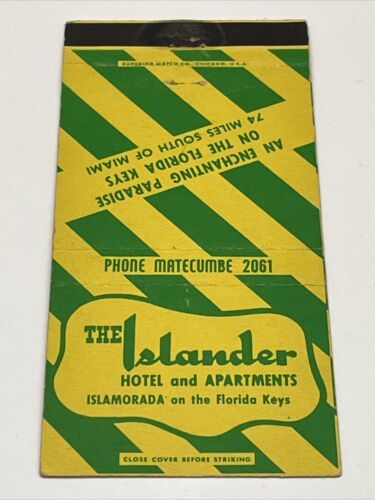 SUPERIOR MATCH CO., CHICAGO, U.S.A.
AN ENCHANTING PARADISE
ON THE FLORIDA KEYS
74 MILES SOUTH OF MIAMI
PHONE MATECUMBE 2061
THE Islander
HOTEL and APARTMENTS
ISLAMORADA on the Florida Keys
CLOSE COVER BEFORE STRIKING